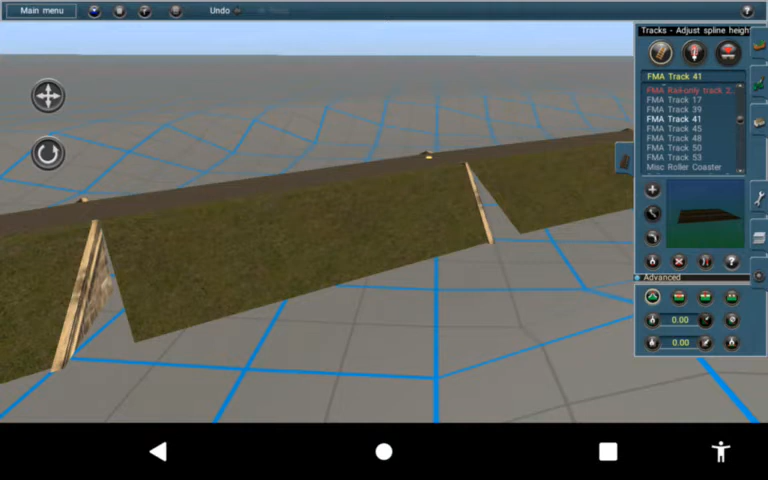 Main menu
Undo
?
Tracks - Adjust spline heigh
FMA Track 41
FMA Rail-only track 2...
FMA Track 17
FMA Track 39
FMA Track 41
FMA Track 45
FMA Track 48
FMA Track 50
FMA Track 53
Misc Roller Coaster
?
Advanced
0.00
0.00